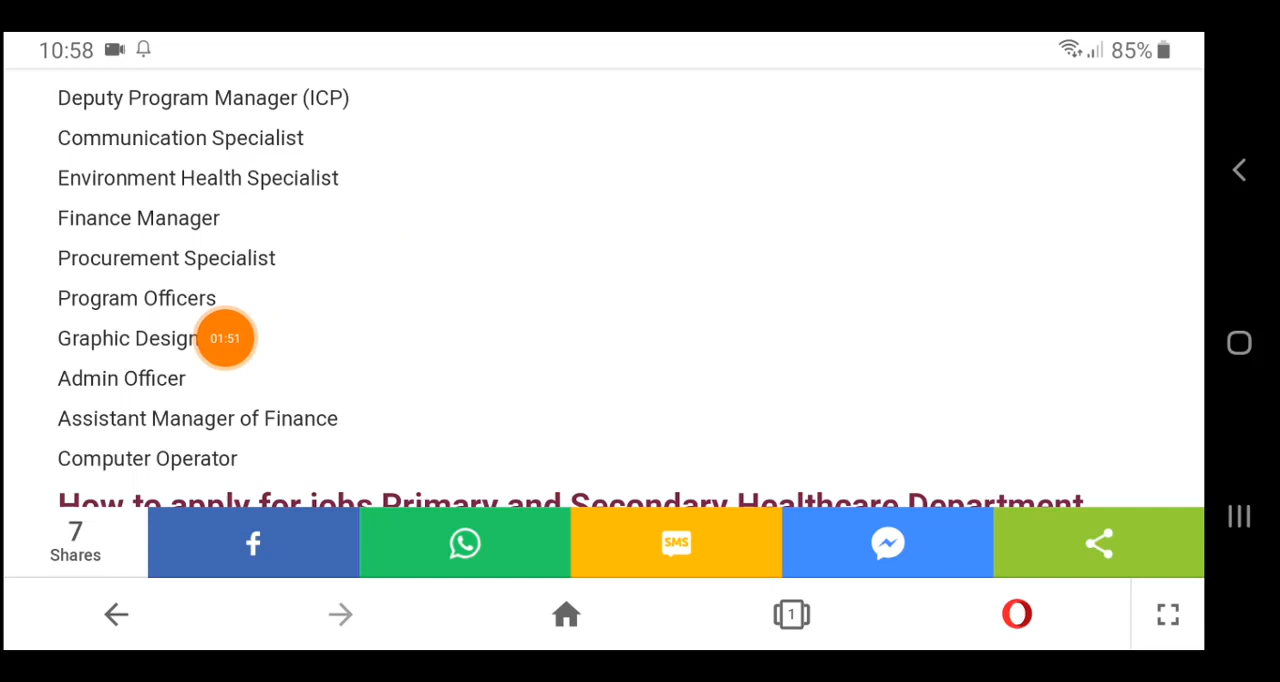 10:58
85%
Deputy Program Manager (ICP)
Communication Specialist
Environment Health Specialist
Finance Manager
Procurement Specialist
Program Officers
Graphic
01:51
Admin Officer
Assistant Manager of Finance
Computer Operator
How to apply for jobs Primary and Secondary Healthcare Department
7
Shares
SMS
1